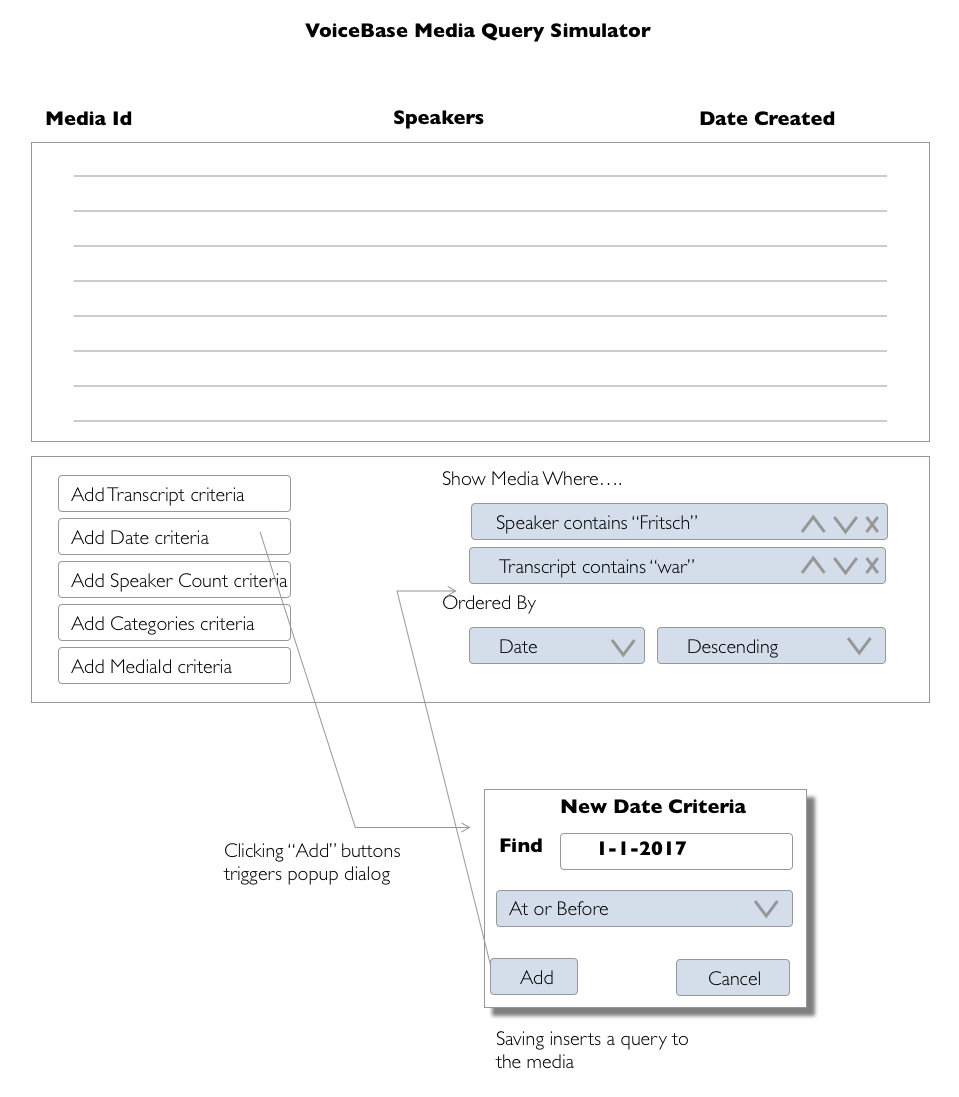 VoiceBase Media Query Simulator
Media Id
Speakers
Date Created
Add Transcript criteria
Add Date criteria
Add Speaker Count criteria
Add Categories criteria
Add MediaId criteria
Show Media Where….
Speaker contains “Fritsch”
X
Transcript contains “war”
X
Ordered By
Date
Descending
Clicking “Add” buttons
triggers popup dialog
New Date Criteria
Find
1-1-2017
At or Before
Add
Cancel
Saving inserts a query to
the media